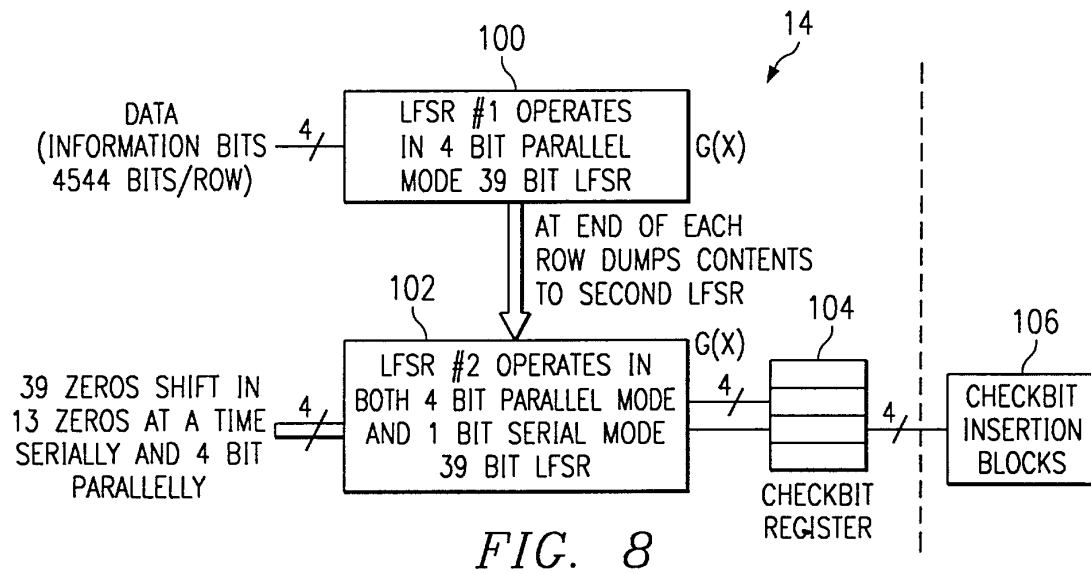 14
100
DATA
(INFORMATION BITS
4544 BITS/ROW)
4
LFSR #1 OPERATES
IN 4 BIT PARALLEL
MODE 39 BIT LFSR
G(X)
AT END OF EACH
ROW DUMPS CONTENTS
TO SECOND LFSR
102
G(X)
104
106
39 ZEROS SHIFT IN
13 ZEROS AT A TIME
SERIALLY AND 4 BIT
PARALLELLY
4
LFSR #2 OPERATES IN
BOTH 4 BIT PARALLEL MODE
AND 1 BIT SERIAL MODE
39 BIT LFSR
4
4
CHECKBIT
INSERTION
BLOCKS
CHECKBIT
REGISTER
FIG. 8